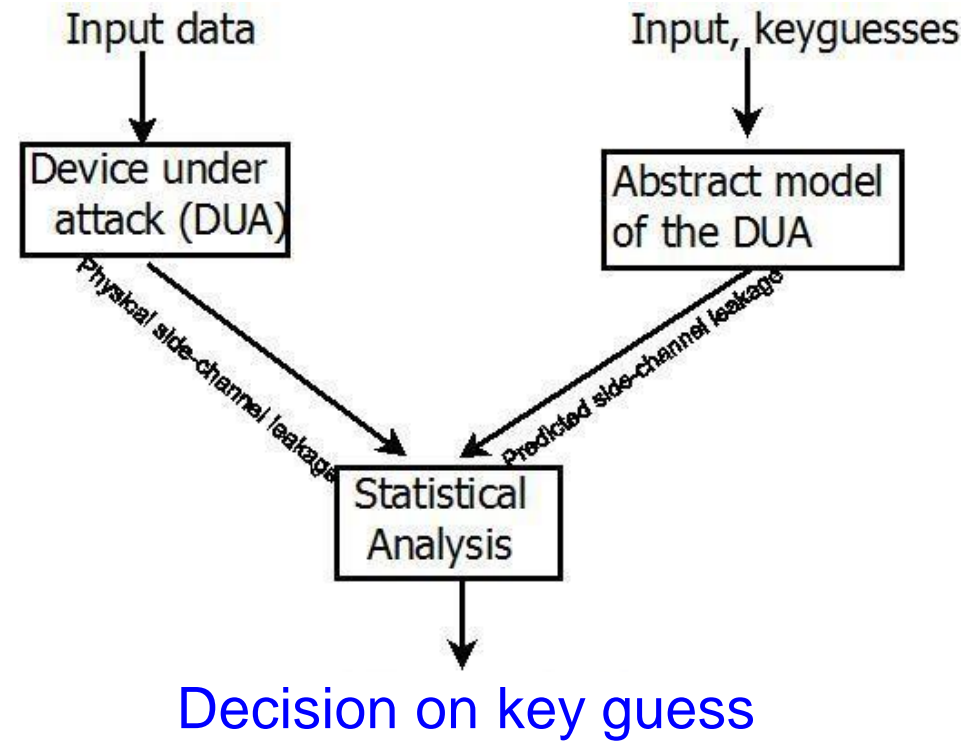 Input data
Input, keyguesses
Device under
attack (DUA)
Abstract model
of the DUA
Physical side-channel leakage
Predicted side-channel leakage
Statistical
Analysis
Decision on key guess